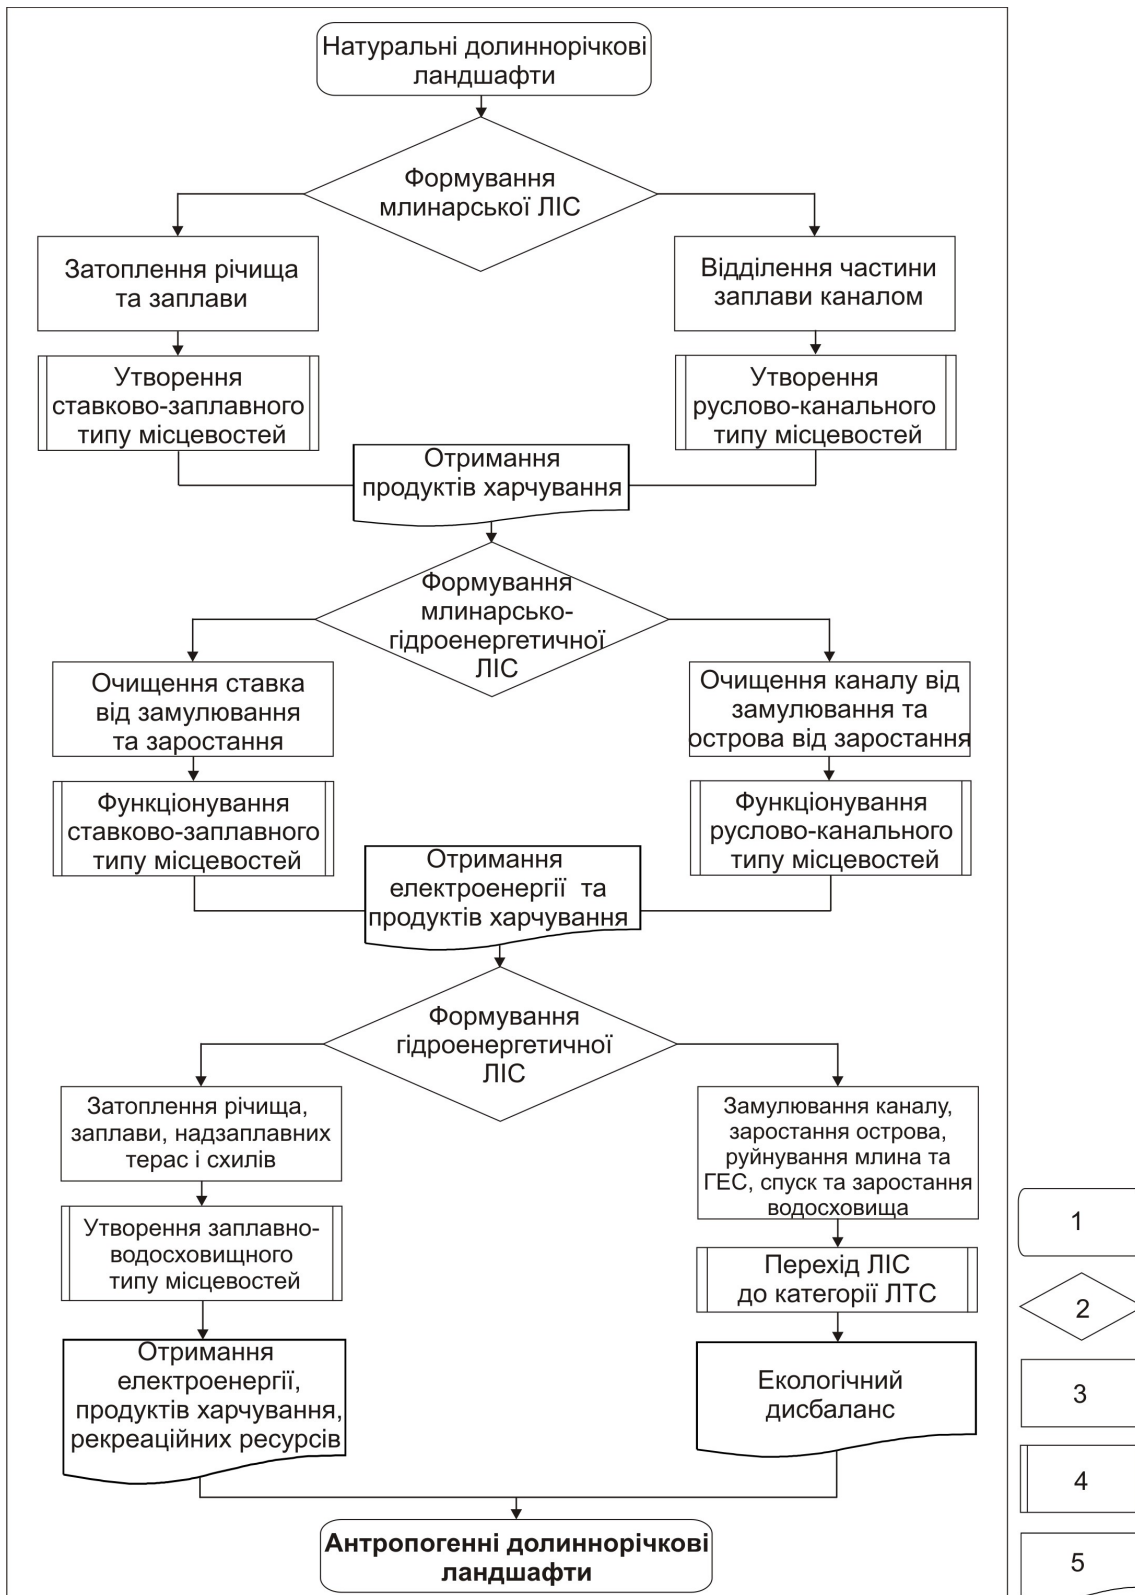 Натуральні долиннорічкові
ландшафти
Формування
млинарської ЛІС
Затоплення річища
та заплави
Відділення частини
заплави каналом
Утворення
ставково-заплавного
типу місцевостей
Утворення
руслово-канального
типу місцевостей
Отримання
продуктів харчування
Формування
млинарсько-
гідроенергетичної
ЛІС
Очищення ставка
від замулювання
та заростання
Очищення каналу від
замулювання та
острова від заростання
Функціонування
ставково-заплавного
типу місцевостей
Функціонування
руслово-канального
типу місцевостей
Отримання
електроенергії та
продуктів харчування
Формування
гідроенергетичної
ЛІС
Затоплення річища,
заплави, надзаплавних
терас і схилів
Замулювання каналу,
заростання острова,
руйнування млина та
ГЕС, спуск та заростання
водосховища
Утворення заплавно-
водосховищного
типу місцевостей
Перехід ЛІС
до категорії ЛТС
Отримання
електроенергії,
продуктів харчування,
рекреаційних ресурсів
Екологічний
дисбаланс
Антропогенні долиннорічкові
ландшафти
1
2
3
4
5